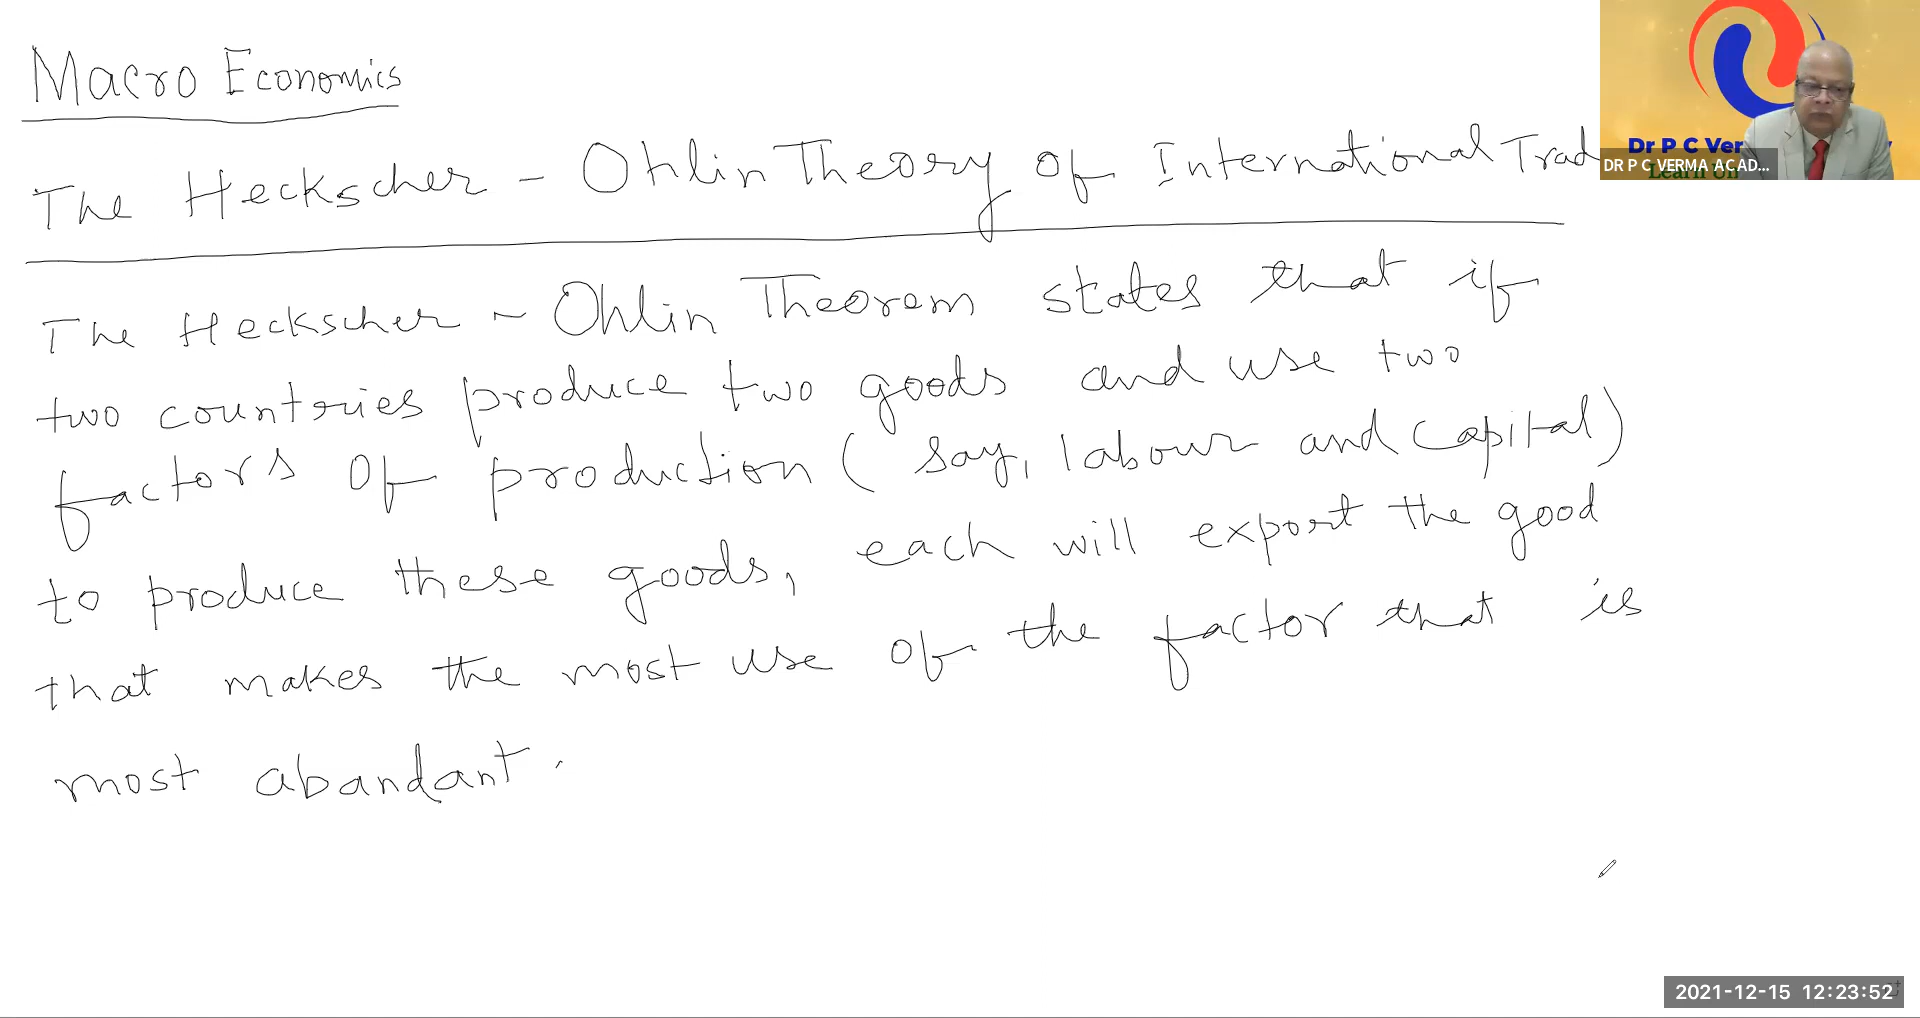 Macro Economics
The Heckscher - Ohlin Theory of International Trad
The Heckscher - Ohlin Theorem states that if
two countries produce two goods and use two
factors of production (say, labour and capital)
to produce these goods, each will export the good
that makes the most use of the factor that is
most abandant.
Dr P C Ver
DR P C VERMA ACAD...
2021-12-15 12:23:52